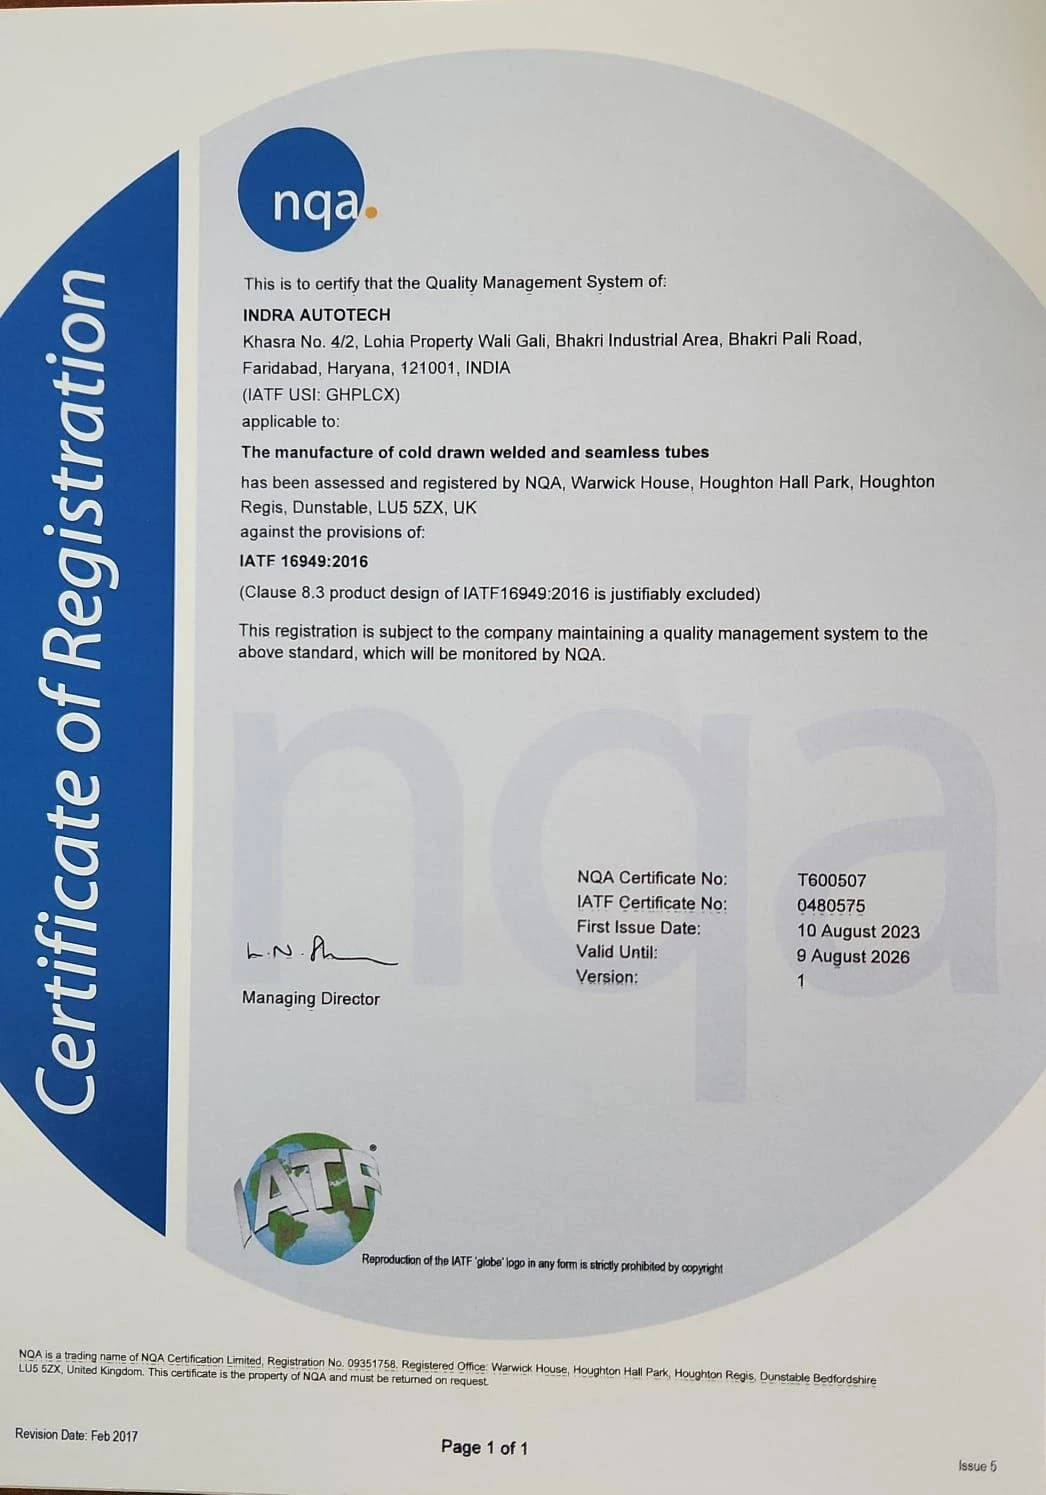 Certificate of Registration
nqa.
This is to certify that the Quality Management System of:
INDRA AUTOTECH
Khasra No. 4/2, Lohia Property Wali Gali, Bhakri Industrial Area, Bhakri Pali Road,
Faridabad, Haryana, 121001, INDIA
(IATF USI: GHPLCX)
applicable to:
The manufacture of cold drawn welded and seamless tubes
has been assessed and registered by NQA, Warwick House, Houghton Hall Park, Houghton
Regis, Dunstable, LU5 5ZX, UK
against the provisions of:
IATF 16949:2016
(Clause 8.3 product design of IATF16949:2016 is justifiably excluded)
This registration is subject to the company maintaining a quality management system to the
above standard, which will be monitored by NQA.
nqa
NQA Certificate No: T600507
IATF Certificate No: 0480575
First Issue Date: 10 August 2023
Valid Until: 9 August 2026
Version: 1
Managing Director
IATF®
Reproduction of the IATF 'globe' logo in any form is strictly prohibited by copyright
NQA is a trading name of NQA Certification Limited, Registration No. 09351758. Registered Office: Warwick House, Houghton Hall Park, Houghton Regis, Dunstable Bedfordshire
LU5 5ZX, United Kingdom. This certificate is the property of NQA and must be returned on request.
Revision Date: Feb 2017
Page 1 of 1
Issue 5